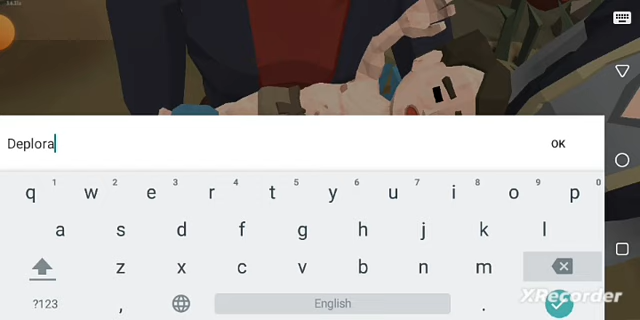 Deplora
OK
q 1 w 2 e 3 r 4 t 5 y 6 u 7 i 8 o 9 p 0
a s d f g h j k l
z x c v b n m
?123 , English .
XRecorder